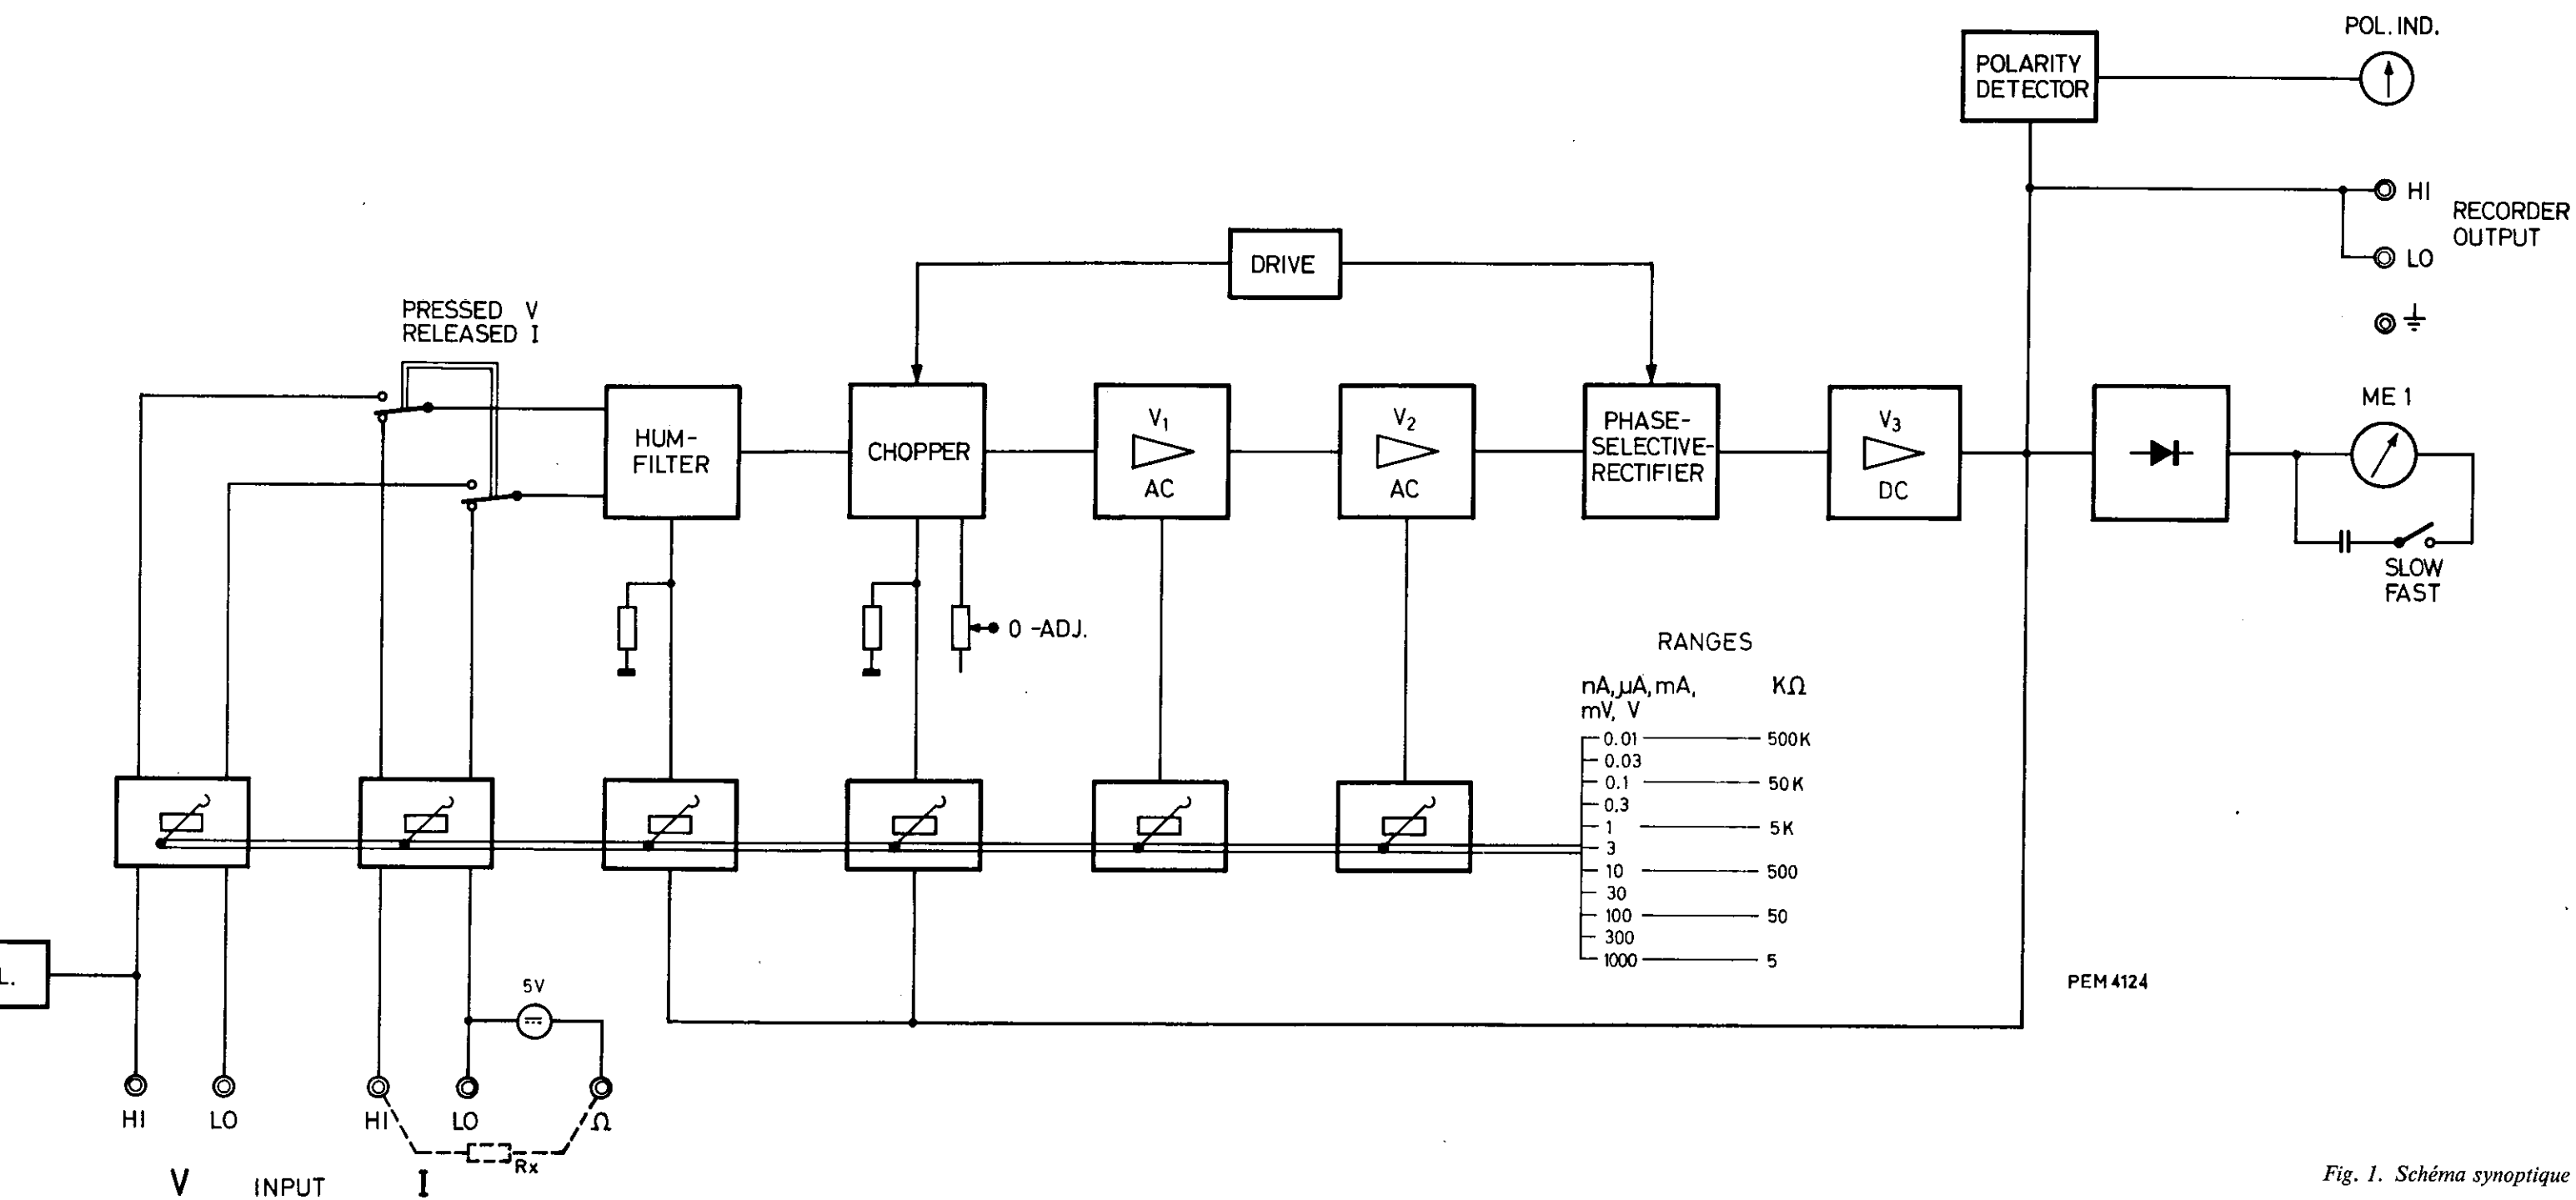 POL. IND.
POLARITY
DETECTOR
HI
RECORDER
OUTPUT
LO
DRIVE
PRESSED V
RELEASED I
HUM-
FILTER
CHOPPER
V1
AC
V2
AC
PHASE-
SELECTIVE-
RECTIFIER
V3
DC
ME 1
SLOW
FAST
0 -ADJ.
RANGES
nA, µA, mA,
mV, V
KΩ
0.01 500K
0.03
0.1 50K
0.3
1 5K
3
10 500
30
100 50
300
1000 5
L.
5V
PEM 4124
HI
LO
HI
LO
Ω
Rx
V
INPUT
I
Fig. 1. Schéma synoptique